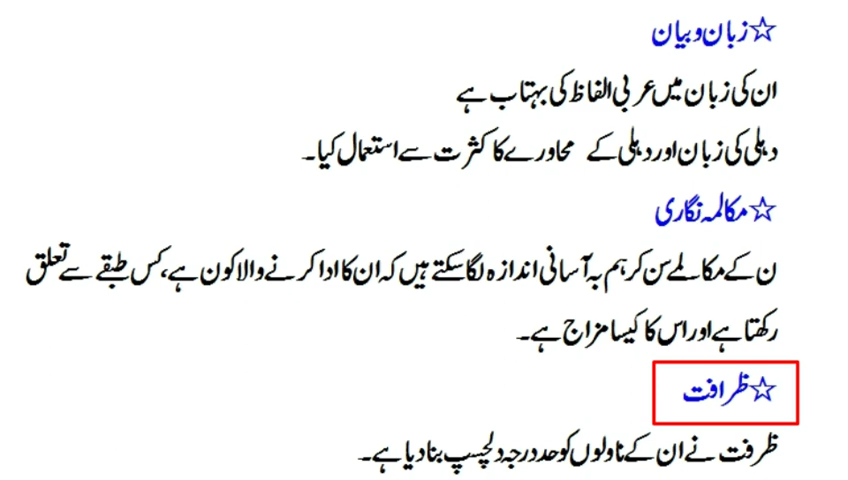 ☆زبان و بیان
ان کی زبان میں عربی الفاظ کی بہتاب ہے
دہلی کی زبان اور دہلی کے محاورے کا کثرت سے استعمال کیا۔
☆مکالمہ نگاری
ن کے مکالمے سن کر ہم بہ آسانی اندازہ لگا سکتے ہیں کہ ان کا ادا کرنے والا کون ہے، کس طبقے سے تعلق
رکھتا ہے اور اس کا کیسا مزاج ہے۔
☆ظرافت
ظرفت نے ان کے ناولوں کو حد درجہ دلچسپ بنا دیا ہے۔